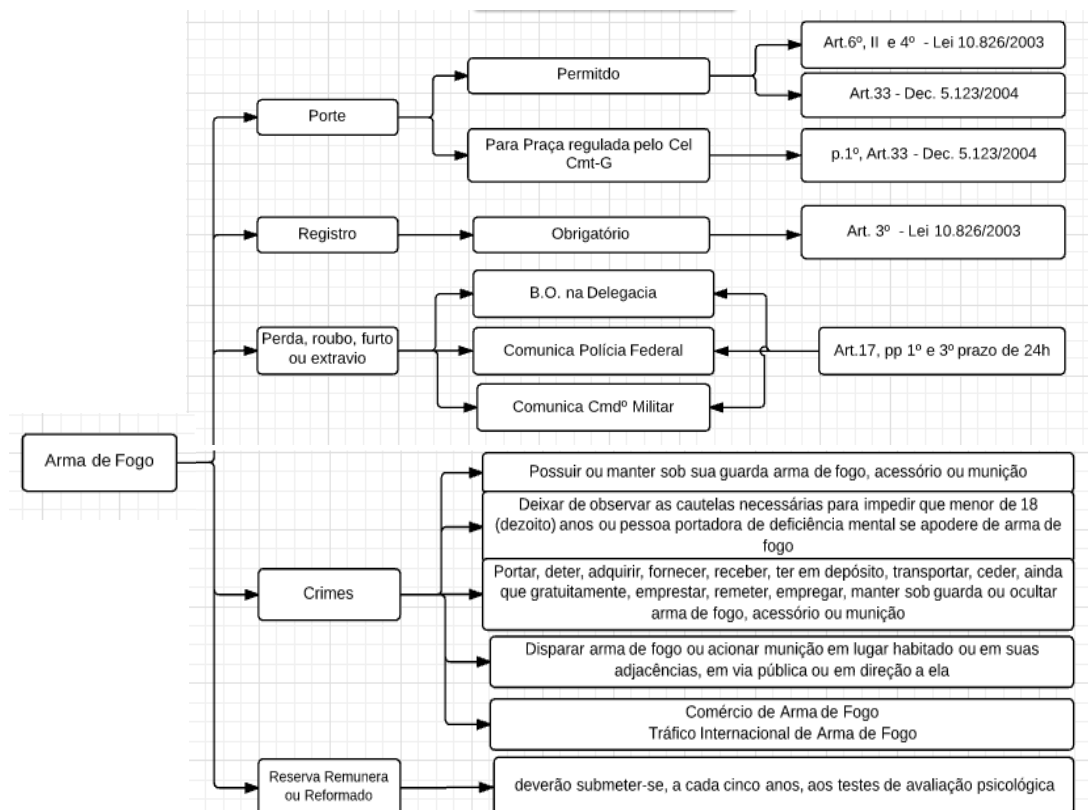 Arma de Fogo
Porte
Permitdo
Art.6º, II e 4º - Lei 10.826/2003
Art.33 - Dec. 5.123/2004
Para Praça regulada pelo Cel
Cmt-G
p.1º, Art.33 - Dec. 5.123/2004
Registro
Obrigatório
Art. 3º - Lei 10.826/2003
Perda, roubo, furto
ou extravio
B.O. na Delegacia
Comunica Polícia Federal
Comunica Cmdº Militar
Art.17, pp 1º e 3º prazo de 24h
Crimes
Possuir ou manter sob sua guarda arma de fogo, acessório ou munição
Deixar de observar as cautelas necessárias para impedir que menor de 18
(dezoito) anos ou pessoa portadora de deficiência mental se apodere de arma de
fogo
Portar, deter, adquirir, fornecer, receber, ter em depósito, transportar, ceder, ainda
que gratuitamente, emprestar, remeter, empregar, manter sob guarda ou ocultar
arma de fogo, acessório ou munição
Disparar arma de fogo ou acionar munição em lugar habitado ou em suas
adjacências, em via pública ou em direção a ela
Comércio de Arma de Fogo
Tráfico Internacional de Arma de Fogo
Reserva Remunera
ou Reformado
deverão submeter-se, a cada cinco anos, aos testes de avaliação psicológica